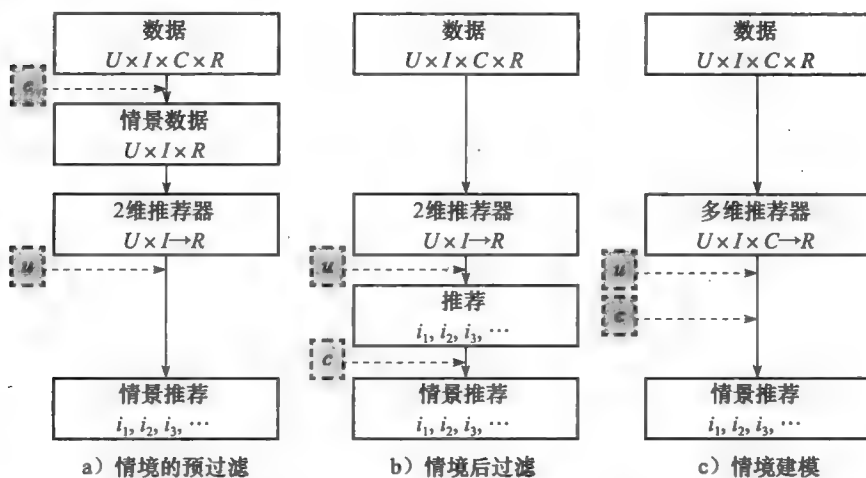 数据
U×I×C×R
c
情景数据
U×I×R
2维推荐器
U×I→R
u
情景推荐
i₁, i₂, i₃, …
a）情境的预过滤
数据
U×I×C×R
2维推荐器
U×I→R
u
推荐
i₁, i₂, i₃, …
c
情景推荐
i₁, i₂, i₃, …
b）情境后过滤
数据
U×I×C×R
多维推荐器
U×I×C→R
u
c
情景推荐
i₁, i₂, i₃, …
c）情境建模